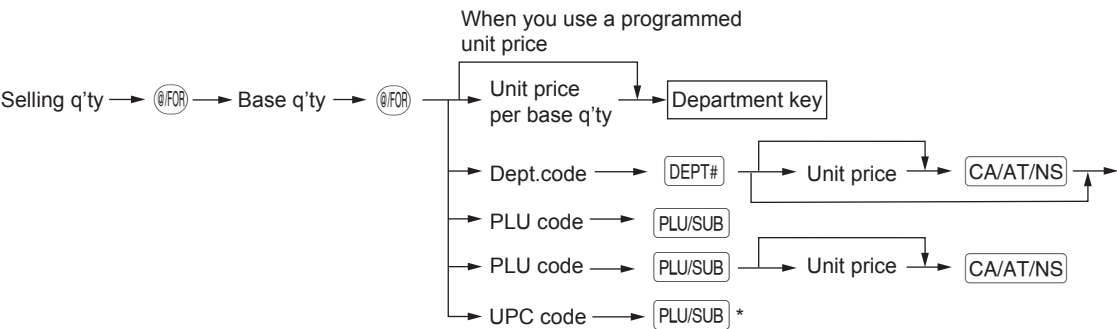 When you use a programmed
unit price
Selling q'ty @/FOR Base q'ty @/FOR Unit price
per base q'ty Department key
Dept.code DEPT# Unit price CA/AT/NS
PLU code PLU/SUB
PLU code PLU/SUB Unit price CA/AT/NS
UPC code PLU/SUB *